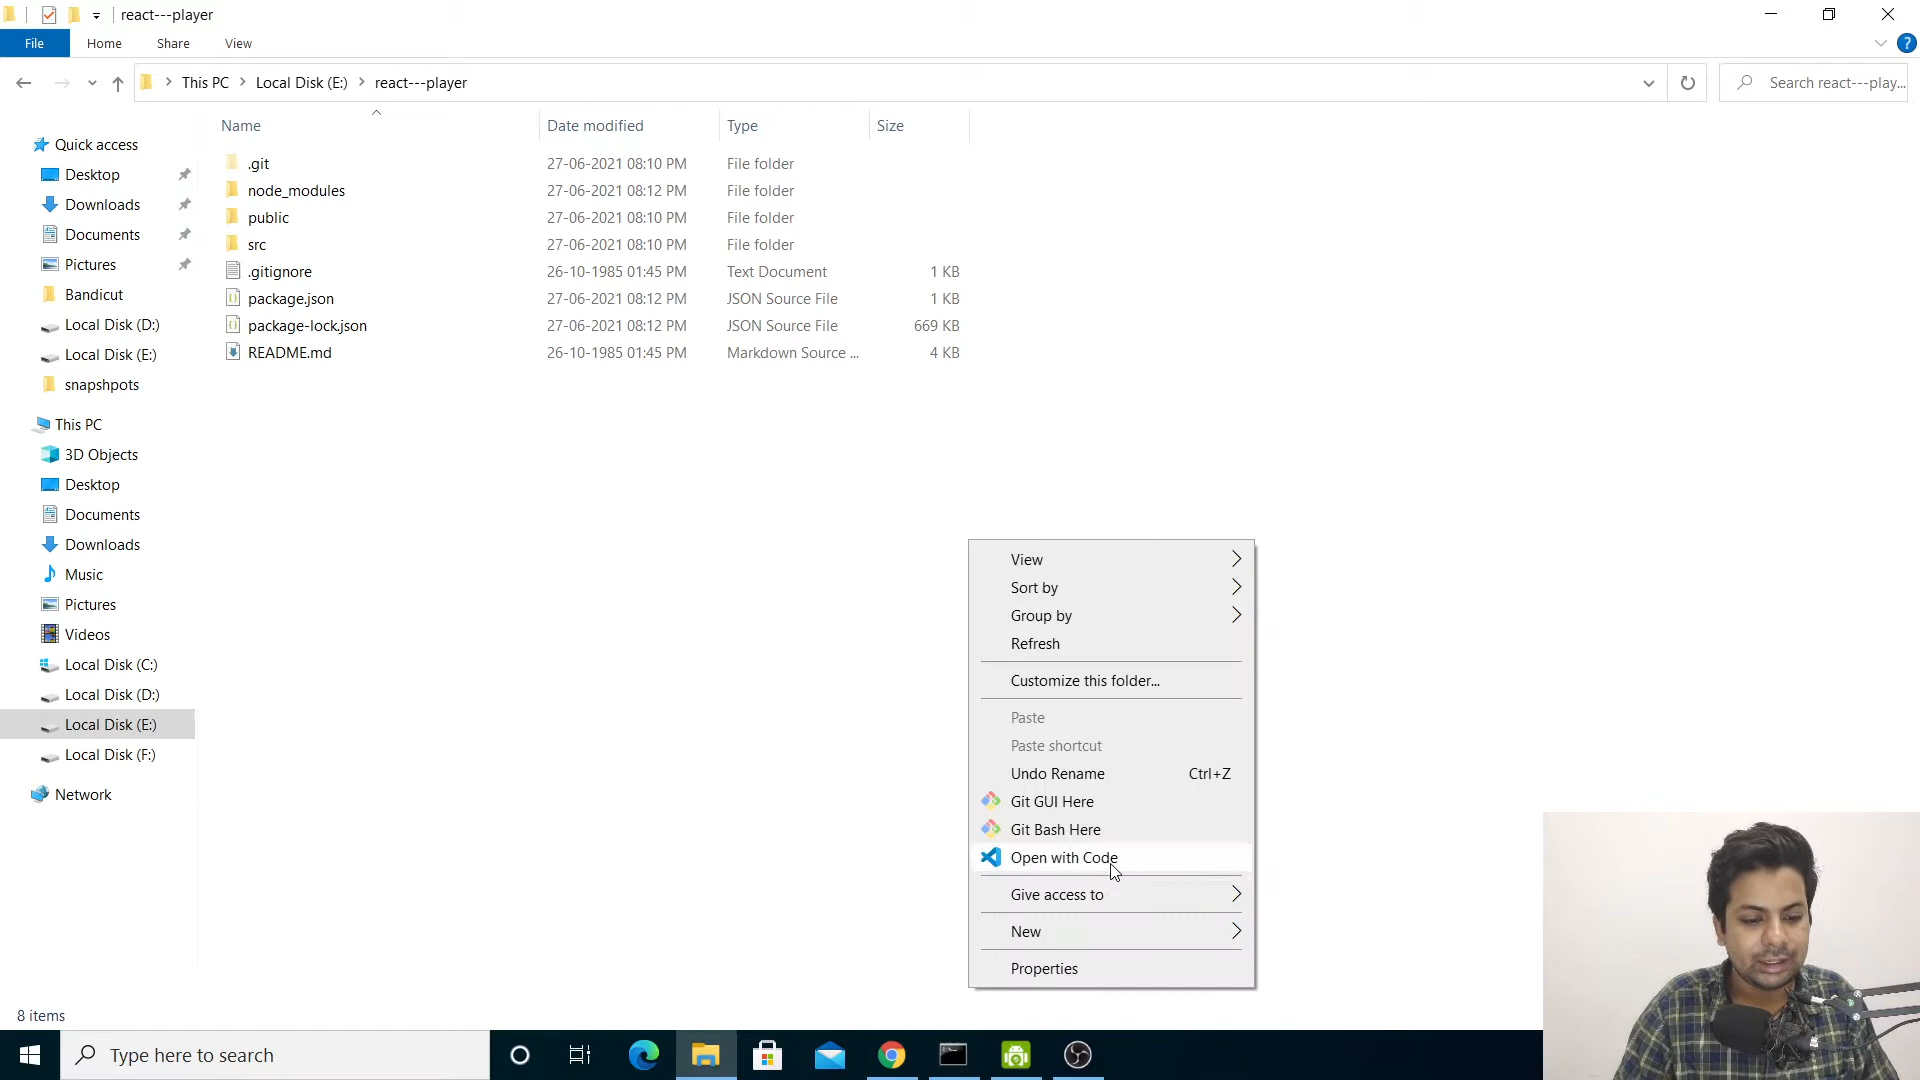 react---player
File Home Share View
This PC Local Disk (E:) react---player Search react---play...
Name Date modified Type Size
.git 27-06-2021 08:10 PM File folder
node_modules 27-06-2021 08:12 PM File folder
public 27-06-2021 08:10 PM File folder
src 27-06-2021 08:10 PM File folder
.gitignore 26-10-1985 01:45 PM Text Document 1 KB
package.json 27-06-2021 08:12 PM JSON Source File 1 KB
package-lock.json 27-06-2021 08:12 PM JSON Source File 669 KB
README.md 26-10-1985 01:45 PM Markdown Source ... 4 KB
Quick access
Desktop
Downloads
Documents
Pictures
Bandicut
Local Disk (D:)
Local Disk (E:)
snapshpots
This PC
3D Objects
Desktop
Documents
Downloads
Music
Pictures
Videos
Local Disk (C:)
Local Disk (D:)
Local Disk (E:)
Local Disk (F:)
Network
View
Sort by
Group by
Refresh
Customize this folder...
Paste
Paste shortcut
Undo Rename Ctrl+Z
Git GUI Here
Git Bash Here
Open with Code
Give access to
New
Properties
8 items
Type here to search